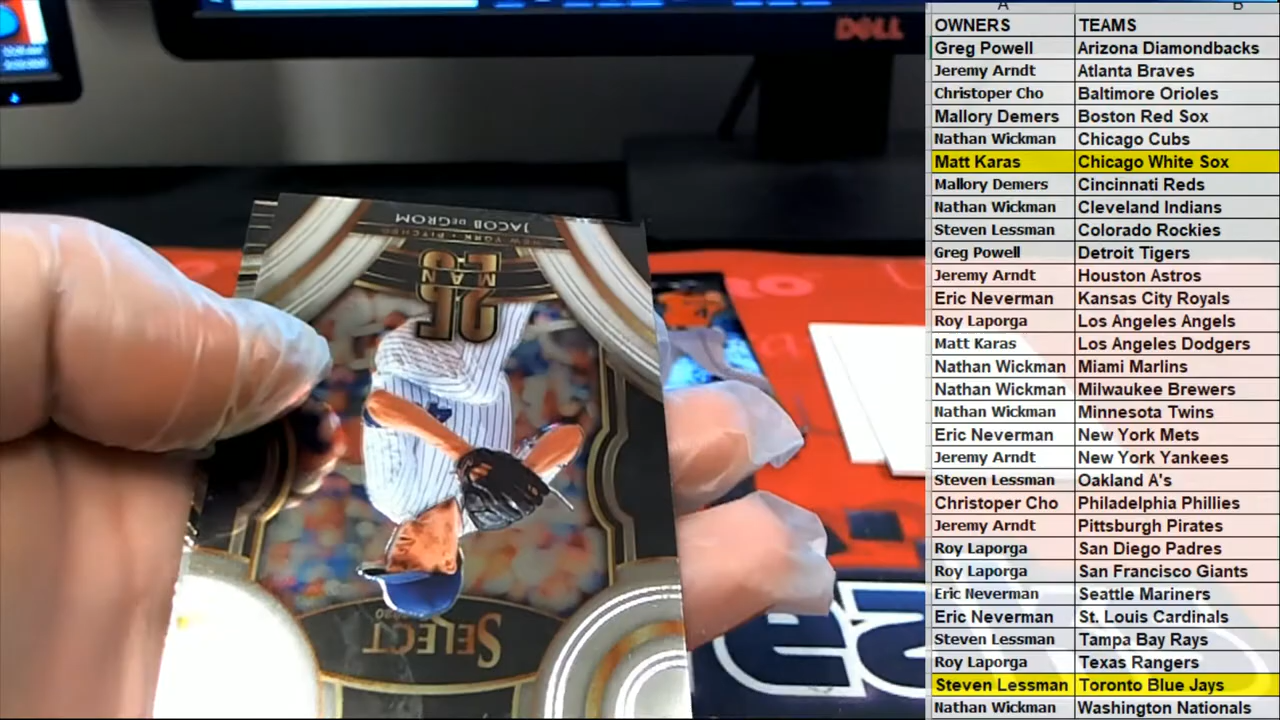 DELL
JACOB DEGROM
NEW YORK • PITCHER
25
MAN
SELECT
2020
A
B
OWNERS TEAMS
Greg Powell Arizona Diamondbacks
Jeremy Arndt Atlanta Braves
Christoper Cho Baltimore Orioles
Mallory Demers Boston Red Sox
Nathan Wickman Chicago Cubs
Matt Karas Chicago White Sox
Mallory Demers Cincinnati Reds
Nathan Wickman Cleveland Indians
Steven Lessman Colorado Rockies
Greg Powell Detroit Tigers
Jeremy Arndt Houston Astros
Eric Neverman Kansas City Royals
Roy Laporga Los Angeles Angels
Matt Karas Los Angeles Dodgers
Nathan Wickman Miami Marlins
Nathan Wickman Milwaukee Brewers
Nathan Wickman Minnesota Twins
Eric Neverman New York Mets
Jeremy Arndt New York Yankees
Steven Lessman Oakland A's
Christoper Cho Philadelphia Phillies
Jeremy Arndt Pittsburgh Pirates
Roy Laporga San Diego Padres
Roy Laporga San Francisco Giants
Eric Neverman Seattle Mariners
Eric Neverman St. Louis Cardinals
Steven Lessman Tampa Bay Rays
Roy Laporga Texas Rangers
Steven Lessman Toronto Blue Jays
Nathan Wickman Washington Nationals